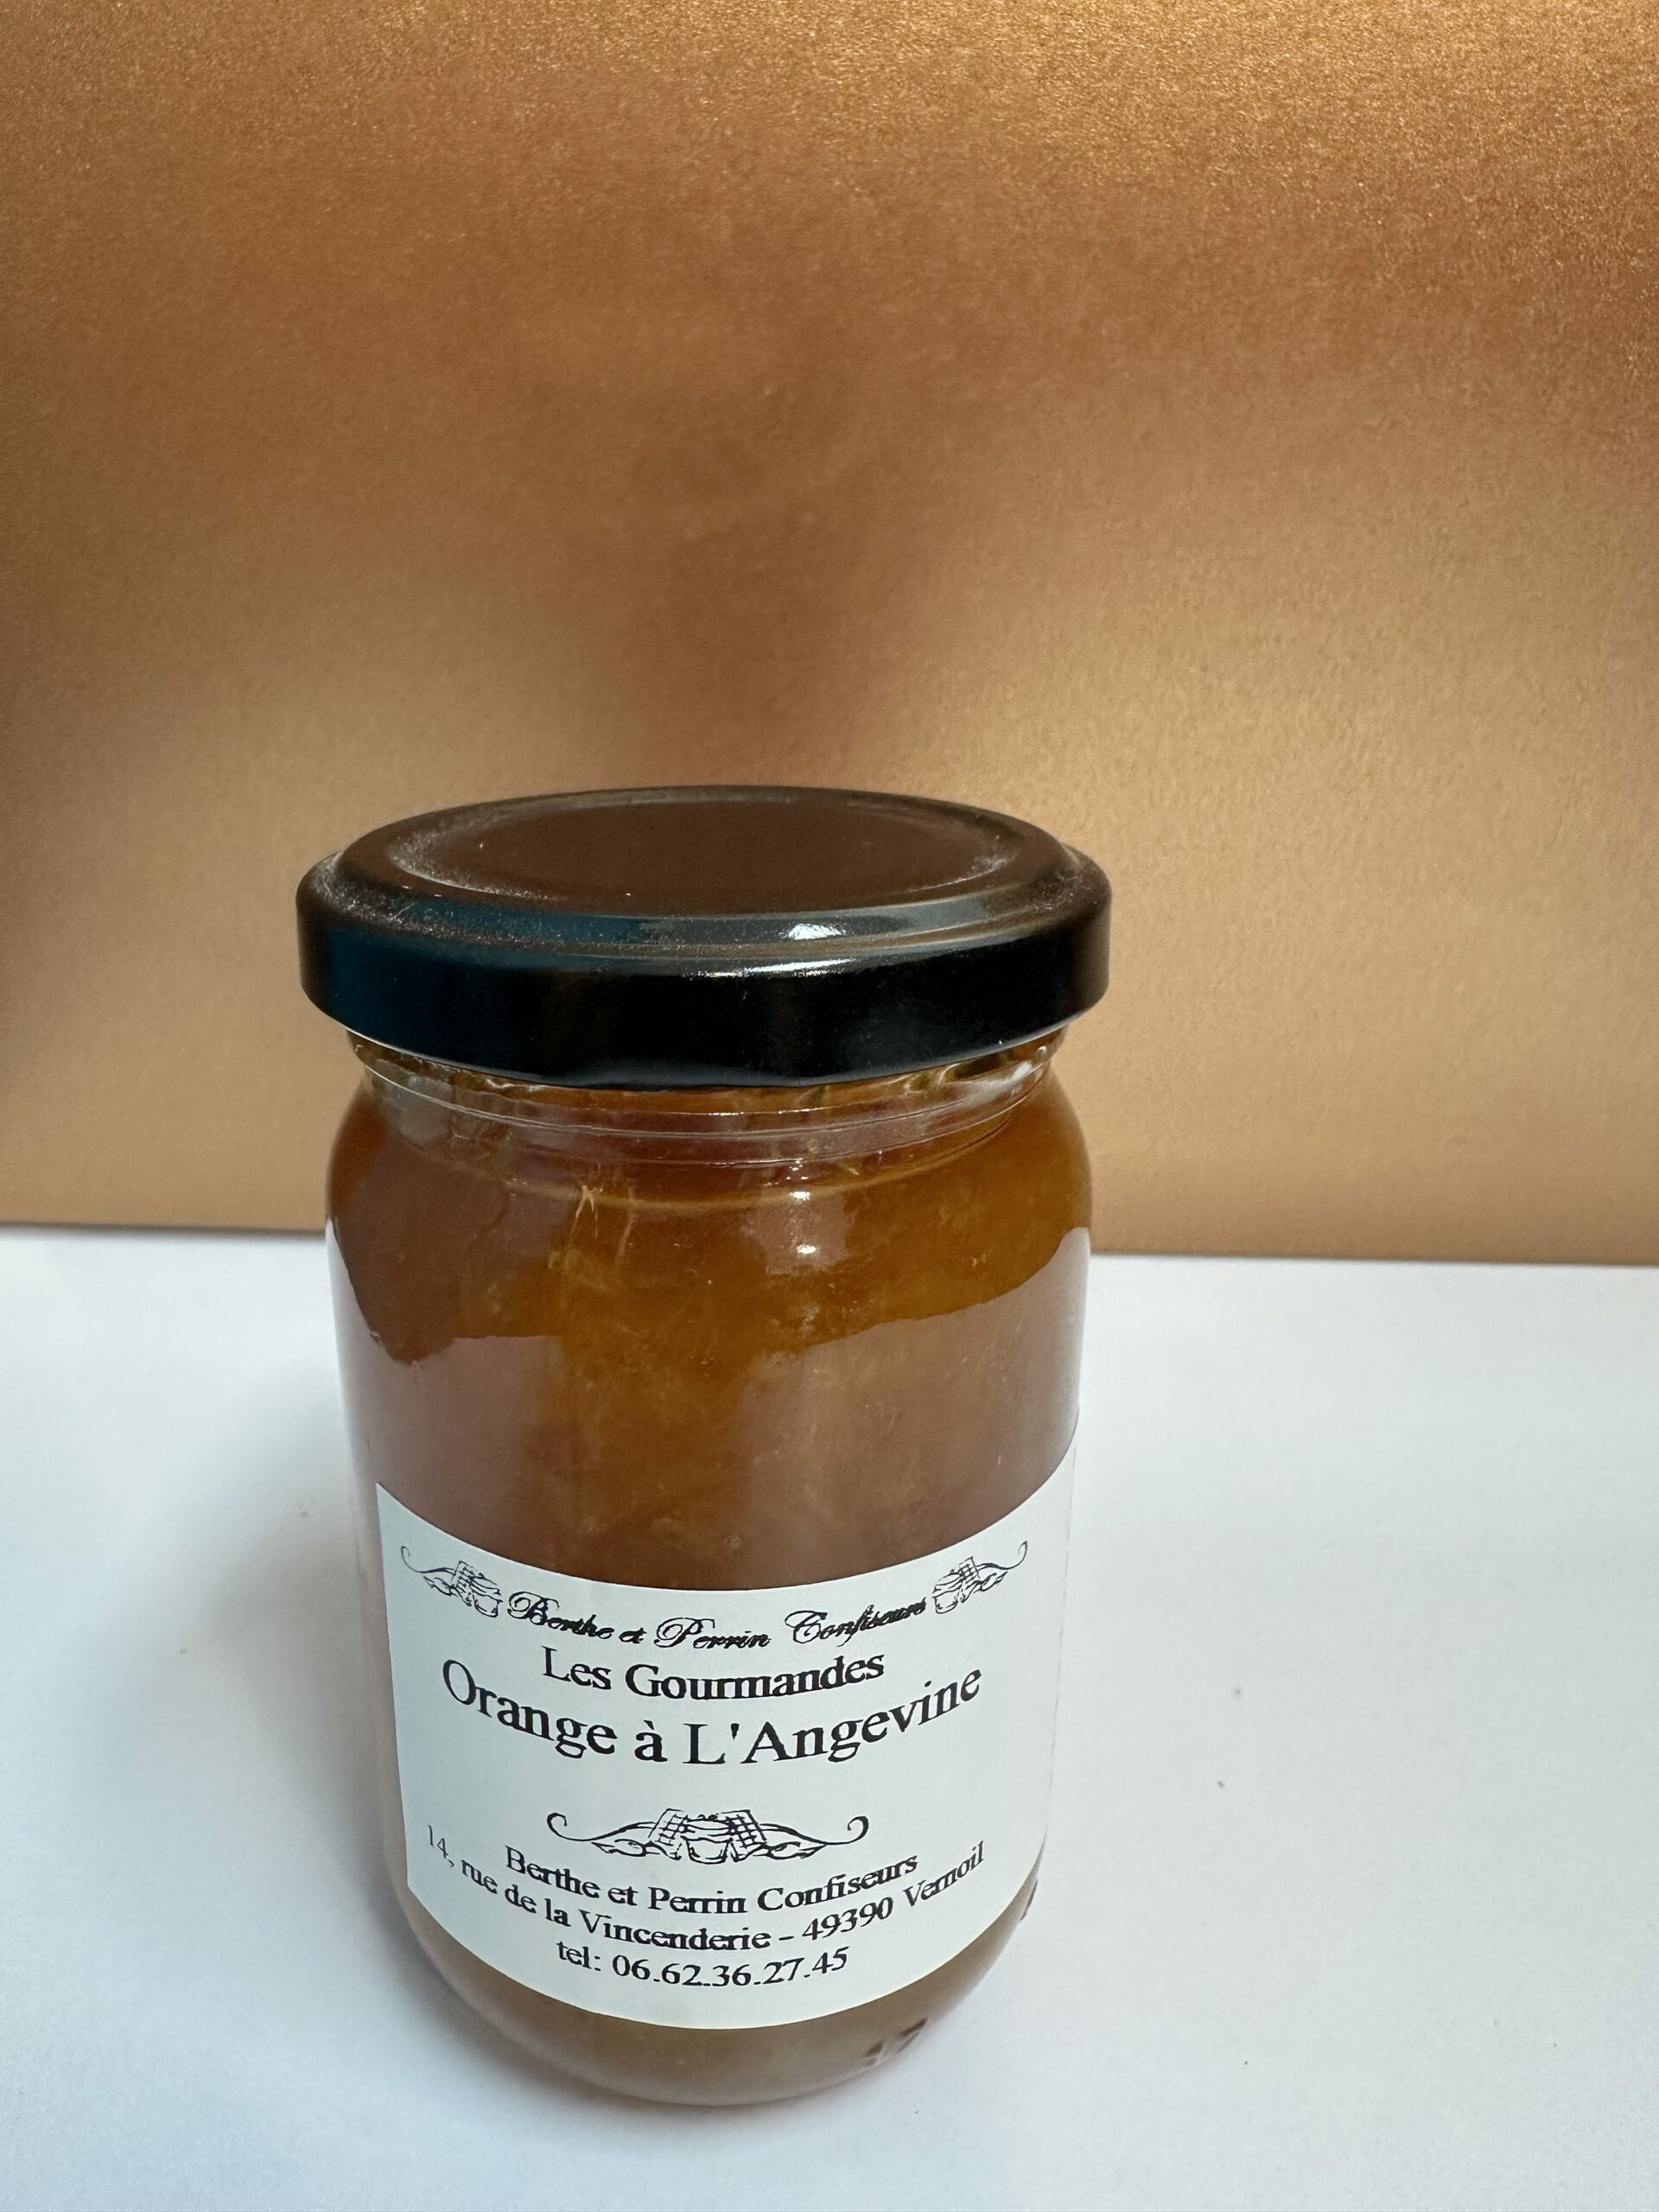 Berthe et Perrin Confiseurs
Les Gourmandes
Orange à L'Angevine
Berthe et Perrin Confiseurs
14, rue de la Vincenderie - 49390 Vernoil
tel: 06.62.36.27.45